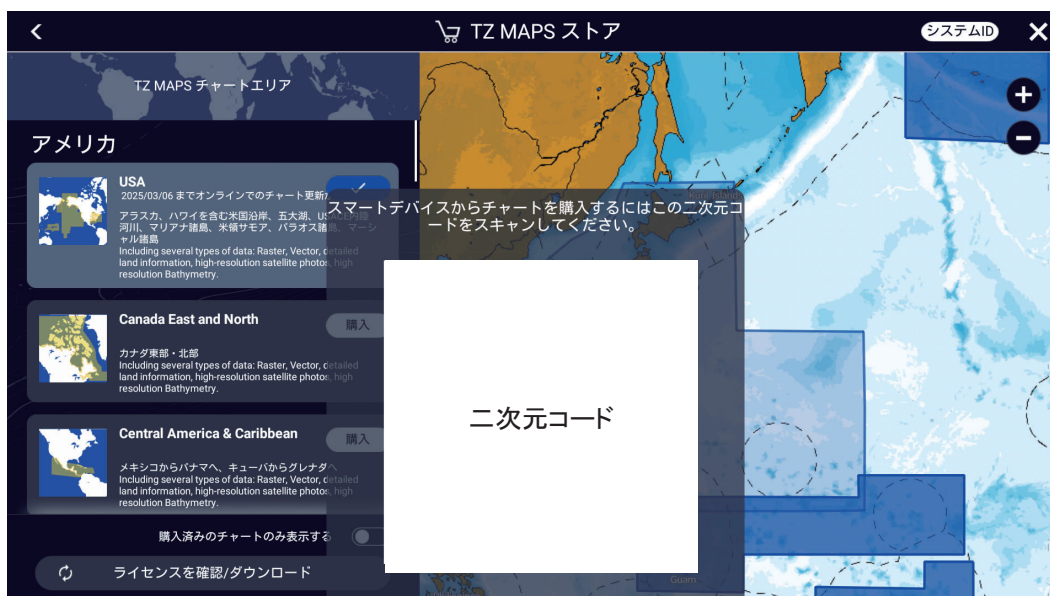 TZ MAPS ストア
システムID
TZ MAPS チャートエリア
アメリカ
USA
2025/03/06 までオンラインでのチャート更新
アラスカ、ハワイを含む米国沿岸、五大湖、US
河川、マリアナ諸島、米領サモア、パラオス諸島、マーシ
ャル諸島
Including several types of data: Raster, Vector, detailed
land information, high-resolution satellite photos, high
resolution Bathymetry.
スマートデバイスからチャートを購入するにはこの二次元コ
ードをスキャンしてください。
Canada East and North
購入
カナダ東部・北部
Including several types of data: Raster, Vector, detailed
land information, high-resolution satellite photos, high
resolution Bathymetry.
Central America & Caribbean
購入
メキシコからパナマへ、キューバからグレナダへ
Including several types of data: Raster, Vector, detailed
land information, high-resolution satellite photos, high
resolution Bathymetry.
二次元コード
購入済みのチャートのみ表示する
ライセンスを確認/ダウンロード
Guam